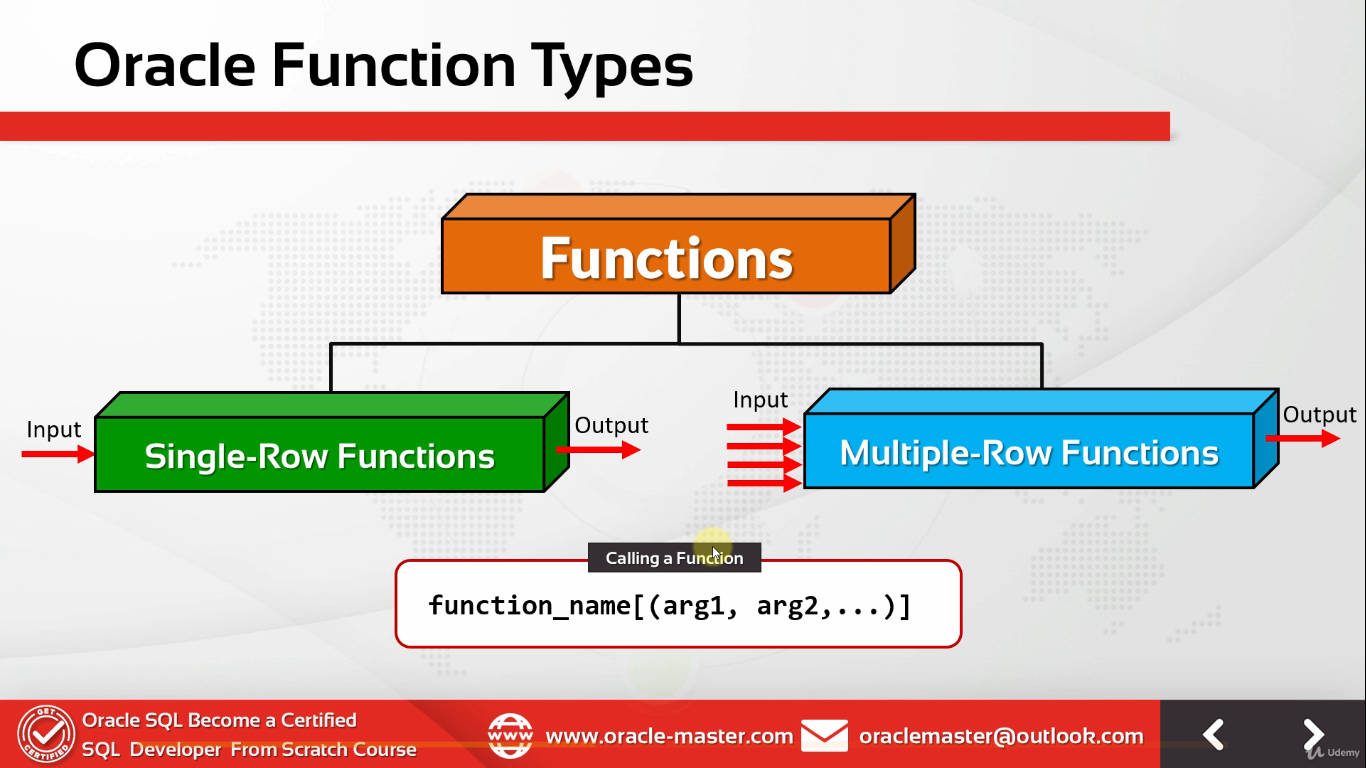 Oracle Function Types
Functions
Input
Single-Row Functions
Output
Input
Multiple-Row Functions
Output
Calling a Function
function_name[(arg1, arg2,...)]
GET CERTIFIED
Oracle SQL Become a Certified
SQL Developer From Scratch Course
www
www.oracle-master.com
oraclemaster@outlook.com
Udemy